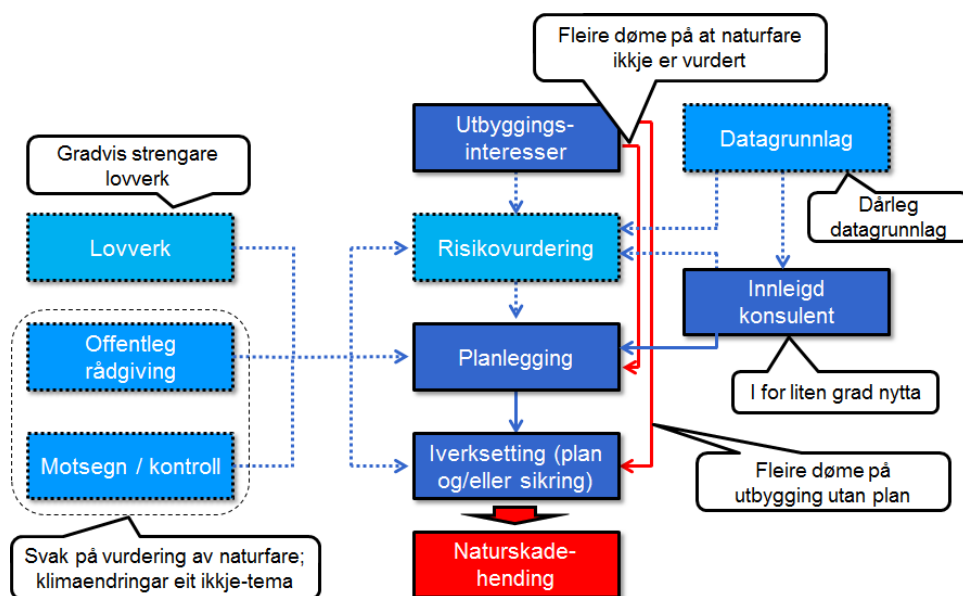 Fleire døme på at naturfare
ikkje er vurdert
Utbyggings-
interesser
Datagrunnlag
Gradvis strengare
lovverk
Dårleg
datagrunnlag
Lovverk
Risikovurdering
Innleigd
konsulent
Offentleg
rådgiving
Planlegging
I for liten grad nytta
Motsegn / kontroll
Iverksetting (plan
og/eller sikring)
Fleire døme på
utbygging utan plan
Svak på vurdering av naturfare;
klimaendringar eit ikkje-tema
Naturskade-
hending